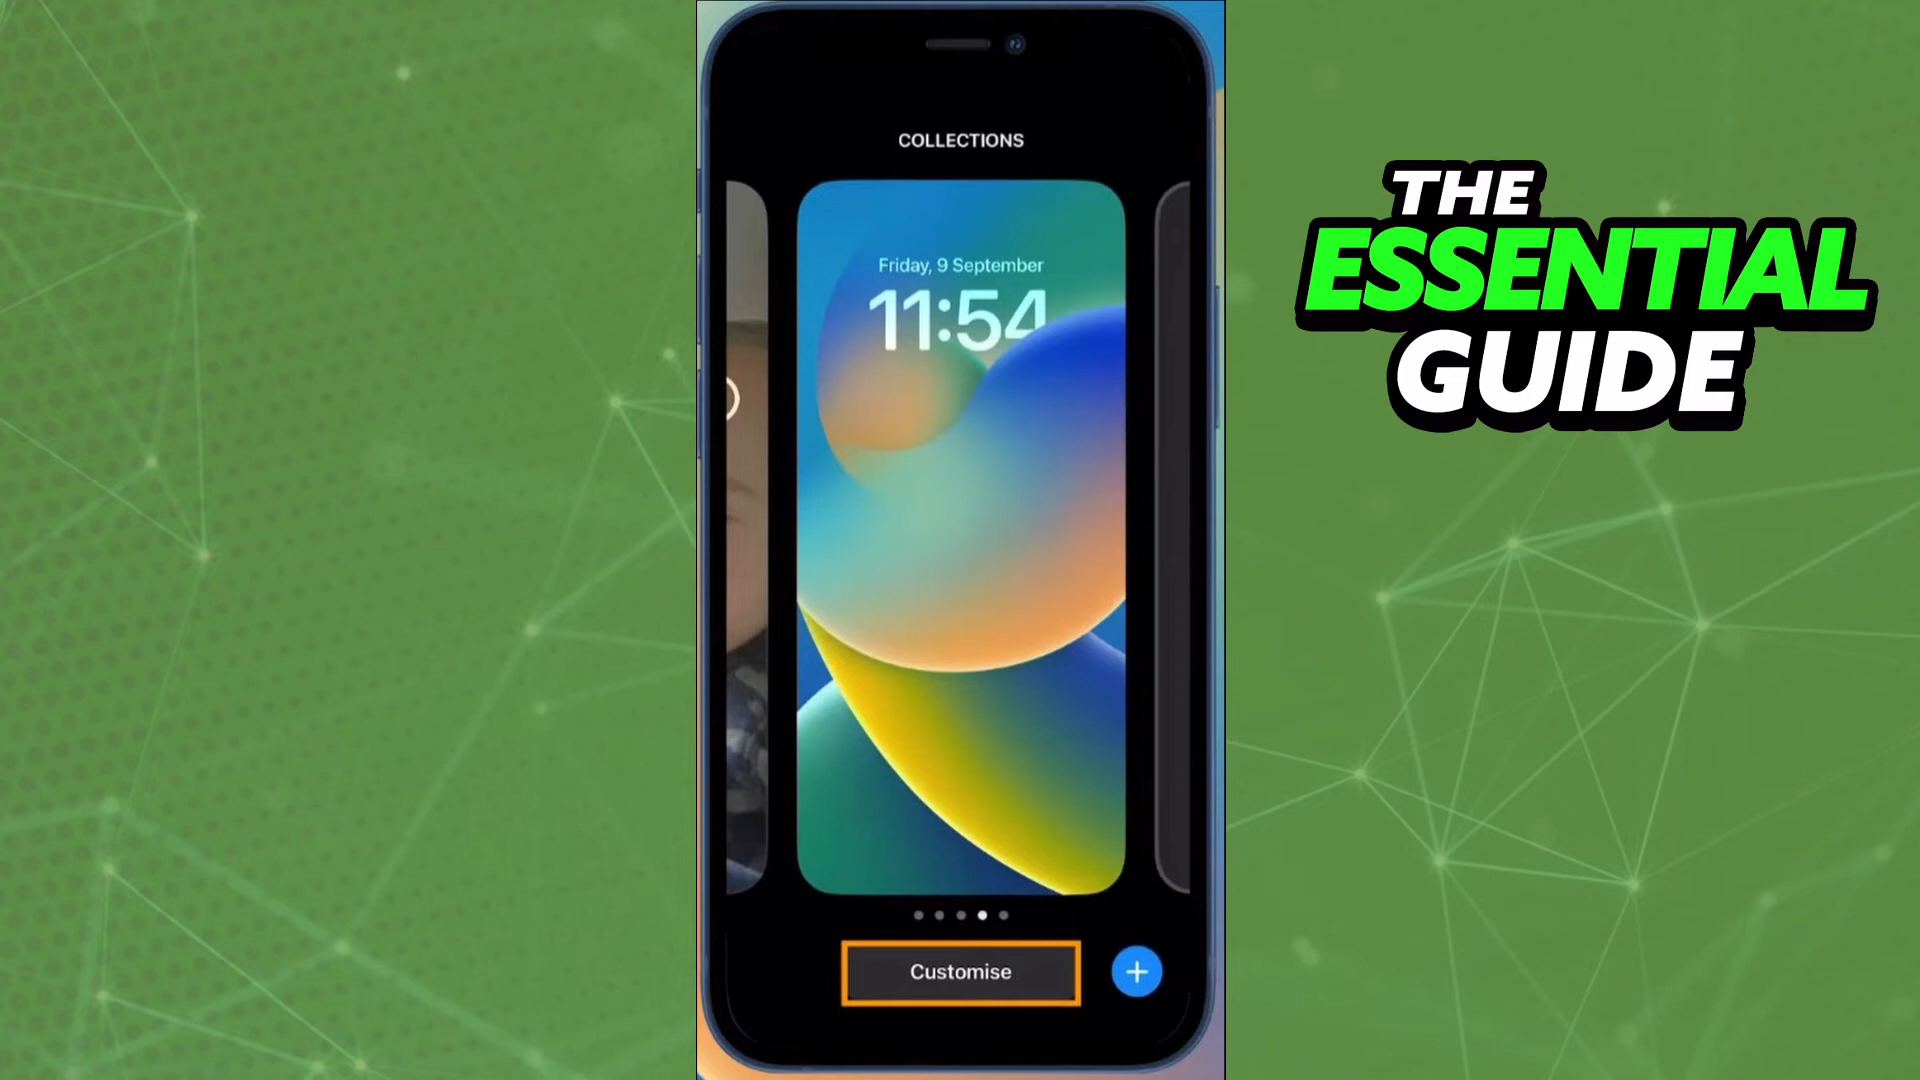 COLLECTIONS
Friday, 9 September
11:54
Customise
THE
ESSENTIAL
GUIDE